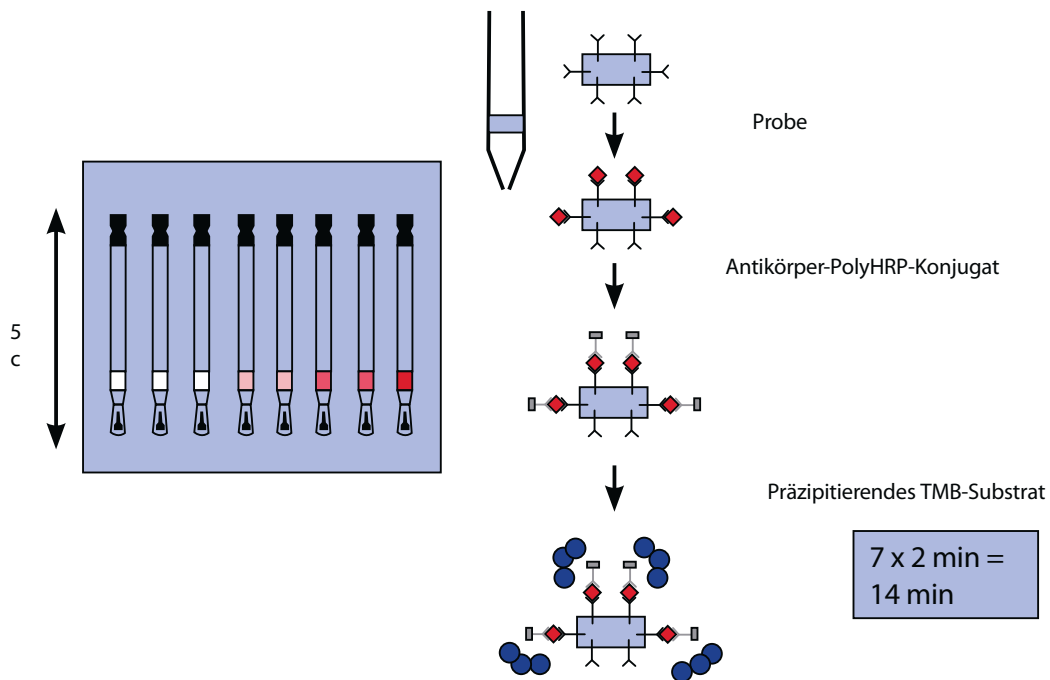 Probe
Antikörper-PolyHRP-Konjugat
5
c
Präzipitierendes TMB-Substrat
7 x 2 min =
14 min